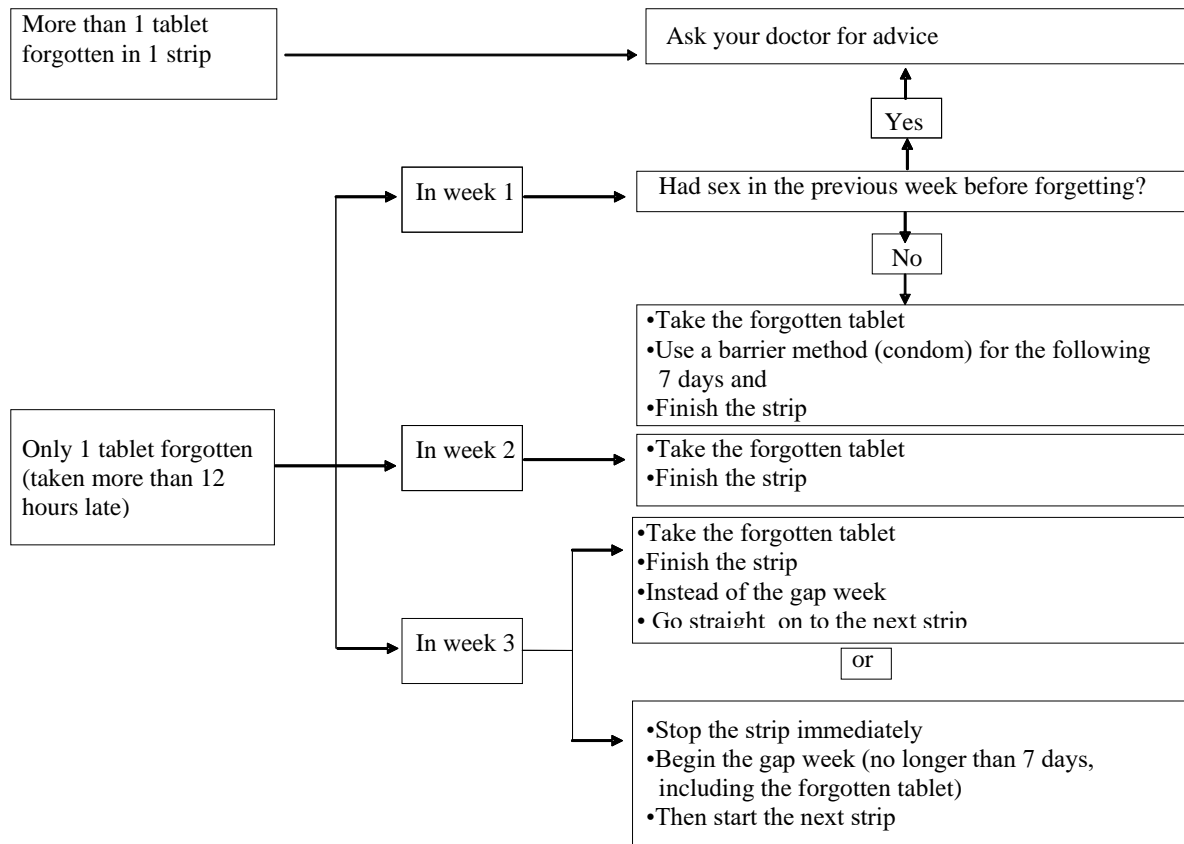 More than 1 tablet
forgotten in 1 strip
Ask your doctor for advice
Yes
In week 1
Had sex in the previous week before forgetting?
No
•Take the forgotten tablet
•Use a barrier method (condom) for the following
7 days and
•Finish the strip
Only 1 tablet forgotten
(taken more than 12
hours late)
In week 2
•Take the forgotten tablet
•Finish the strip
In week 3
•Take the forgotten tablet
•Finish the strip
•Instead of the gap week
• Go straight on to the next strip
or
•Stop the strip immediately
•Begin the gap week (no longer than 7 days,
including the forgotten tablet)
•Then start the next strip